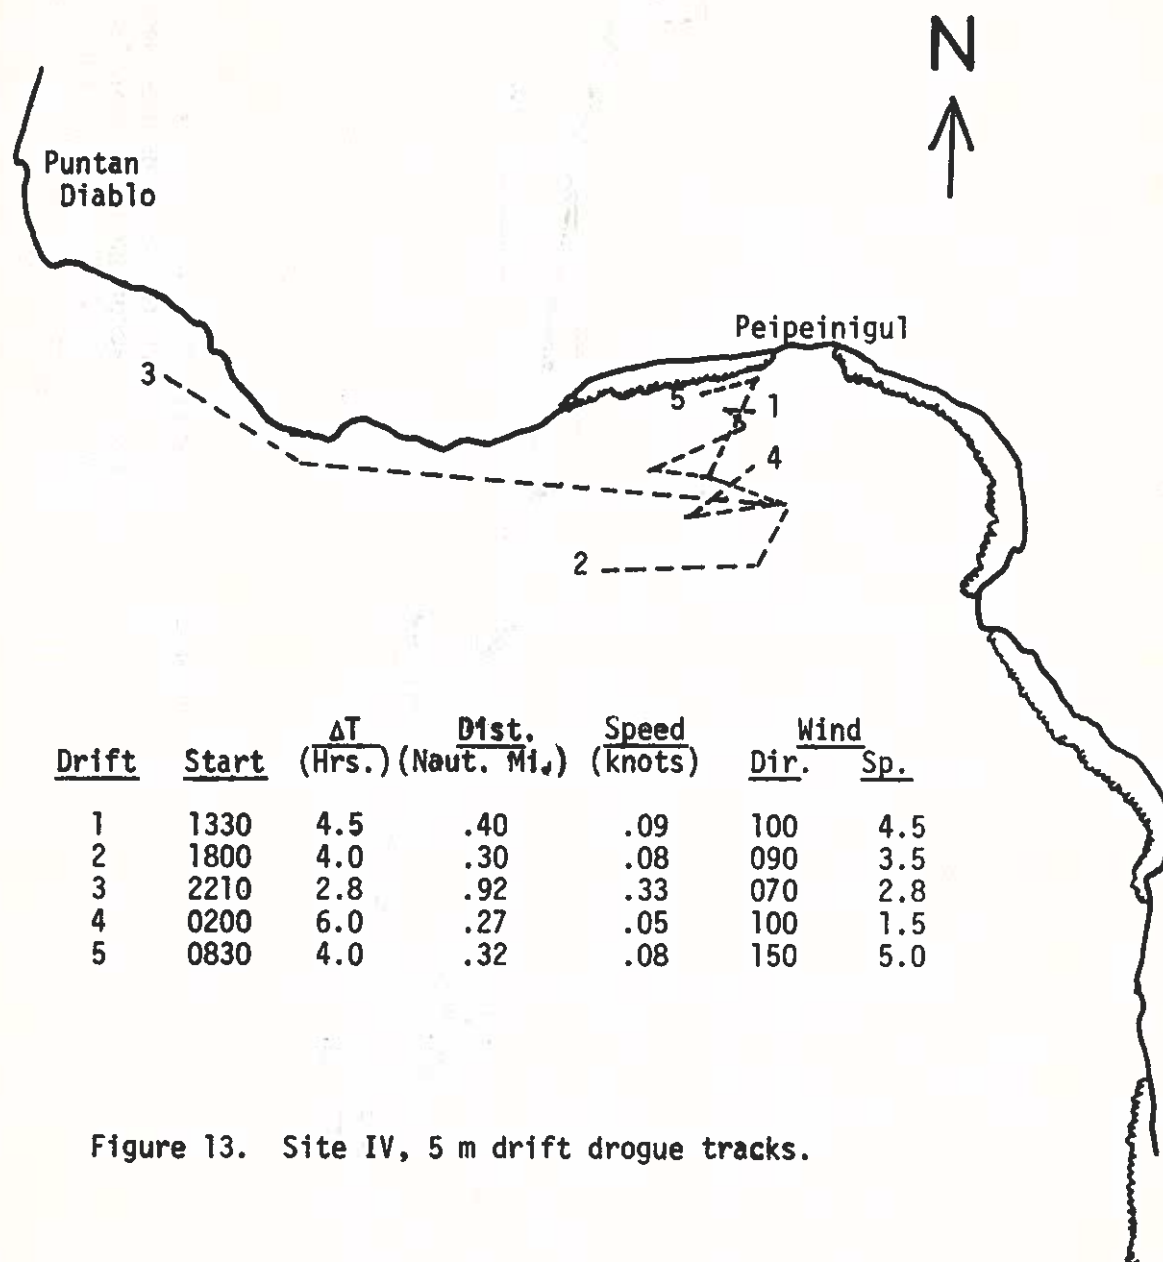 N
Puntan
Diablo
Peipeinigul
3
5
1
4
2
ΔT Dist. Speed Wind
Drift Start (Hrs.) (Naut. Mi.) (knots) Dir. Sp.
1 1330 4.5 .40 .09 100 4.5
2 1800 4.0 .30 .08 090 3.5
3 2210 2.8 .92 .33 070 2.8
4 0200 6.0 .27 .05 100 1.5
5 0830 4.0 .32 .08 150 5.0
Figure 13. Site IV, 5 m drift drogue tracks.